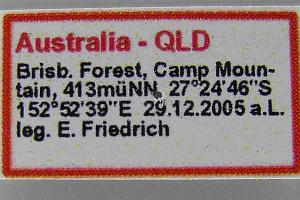 Australia - QLD
Brisb. Forest, Camp Moun-
tain, 413müNN, 27°24'46"S
152°52'39"E 29.12.2005 a.L.
leg. E. Friedrich